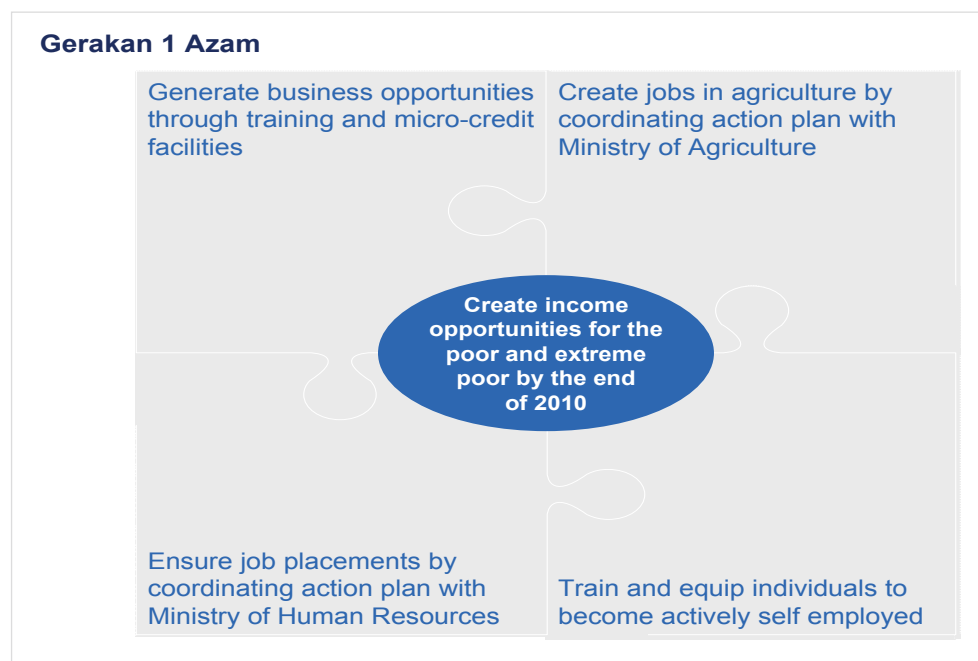 Gerakan 1 Azam
Generate business opportunities
through training and micro-credit
facilities
Create jobs in agriculture by
coordinating action plan with
Ministry of Agriculture
Create income
opportunities for the
poor and extreme
poor by the end
of 2010
Ensure job placements by
coordinating action plan with
Ministry of Human Resources
Train and equip individuals to
become actively self employed